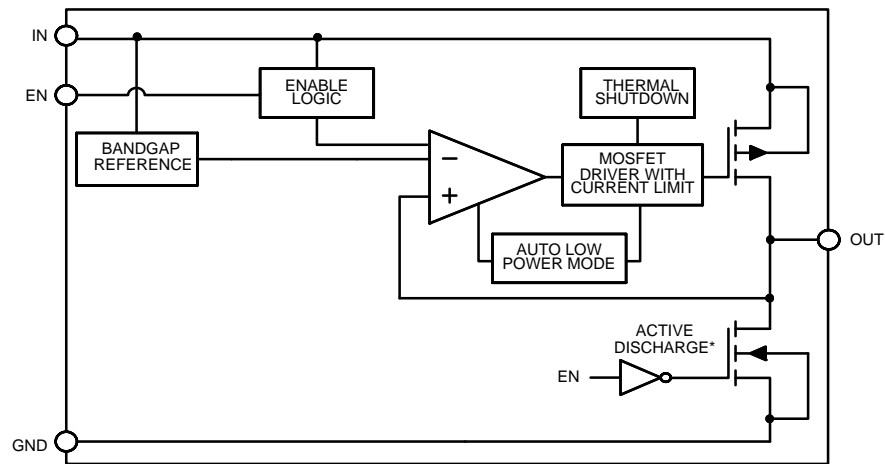 IN
EN
ENABLE
LOGIC
THERMAL
SHUTDOWN
BANDGAP
REFERENCE
−
+
MOSFET
DRIVER WITH
CURRENT LIMIT
AUTO LOW
POWER MODE
OUT
ACTIVE
DISCHARGE*
EN
GND